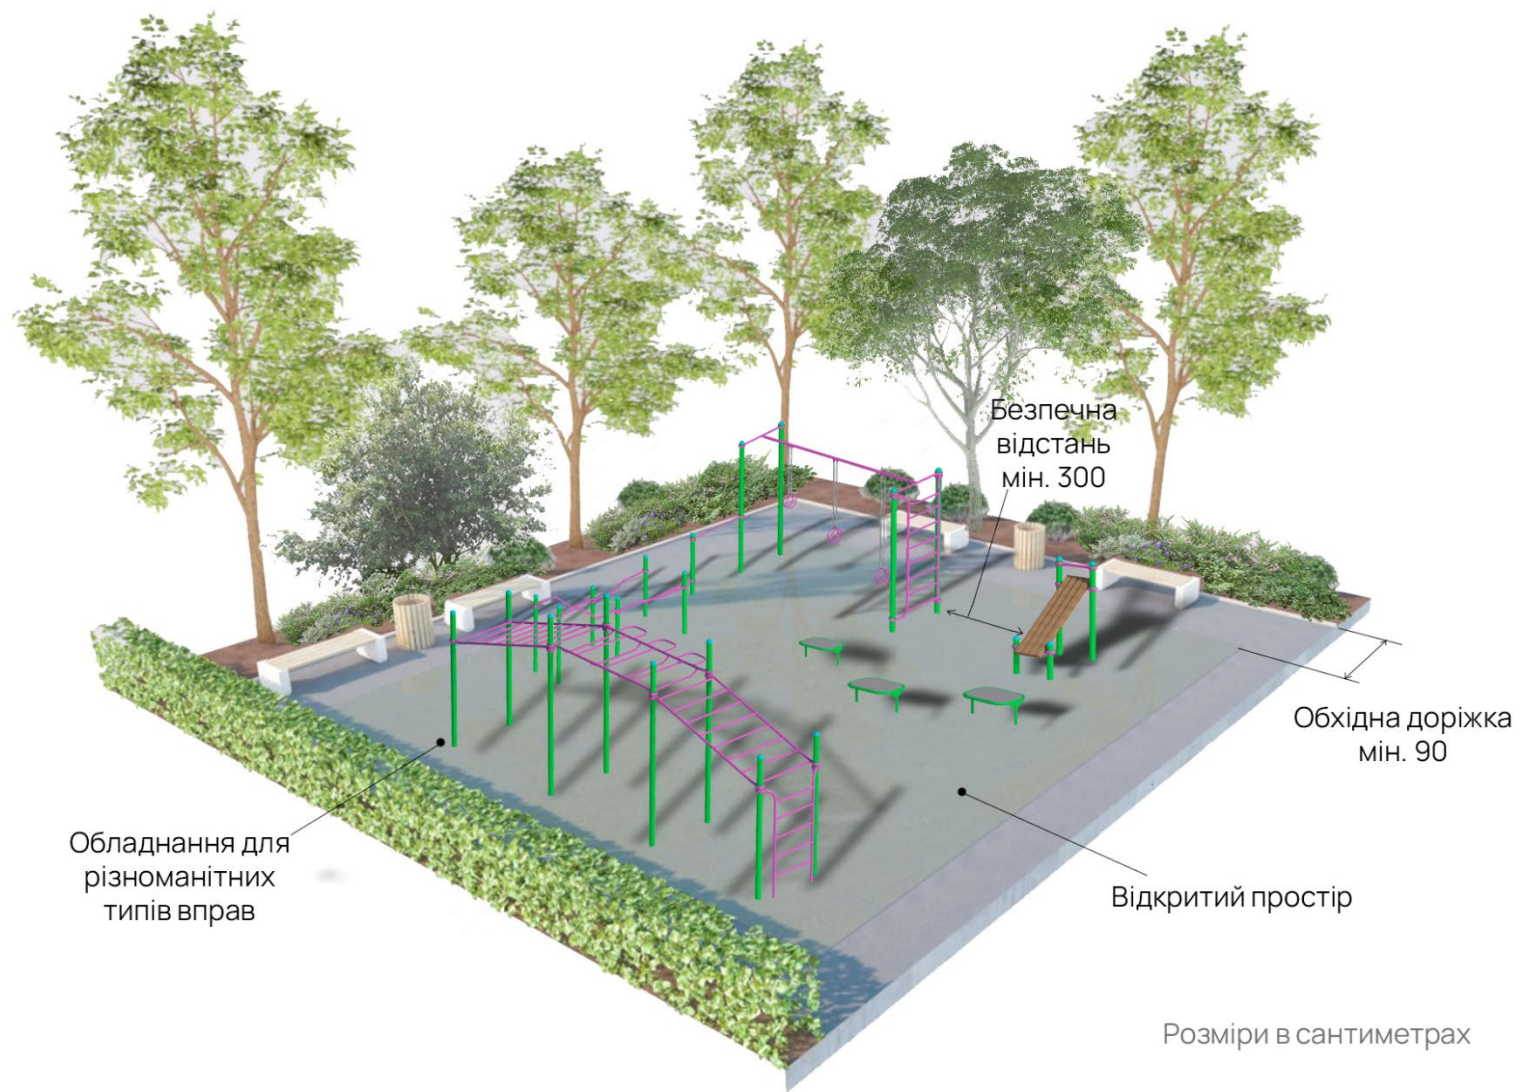 Безпечна
відстань
мін. 300
Обхідна доріжка
мін. 90
Обладнання для
різноманітних
типів вправ
Відкритий простір
Розміри в сантиметрах